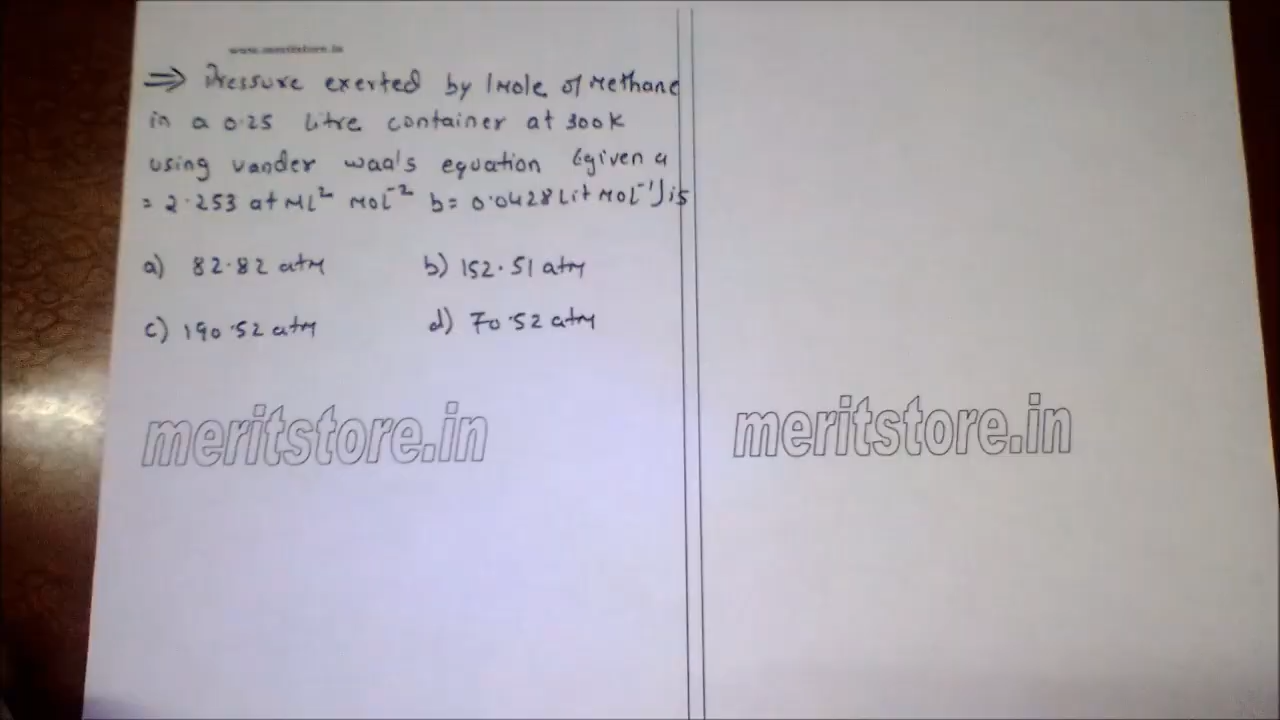 www.meritstore.in
⇒ Pressure exerted by 1 mole of methane
in a 0.25 Litre container at 300K
using vander waal's equation (given a
= 2.253 atmL² mol⁻² b= 0.0428 Lit mol⁻¹) is
a) 82.82 atm b) 152.51 atm
c) 190.52 atm d) 70.52 atm
meritstore.in meritstore.in